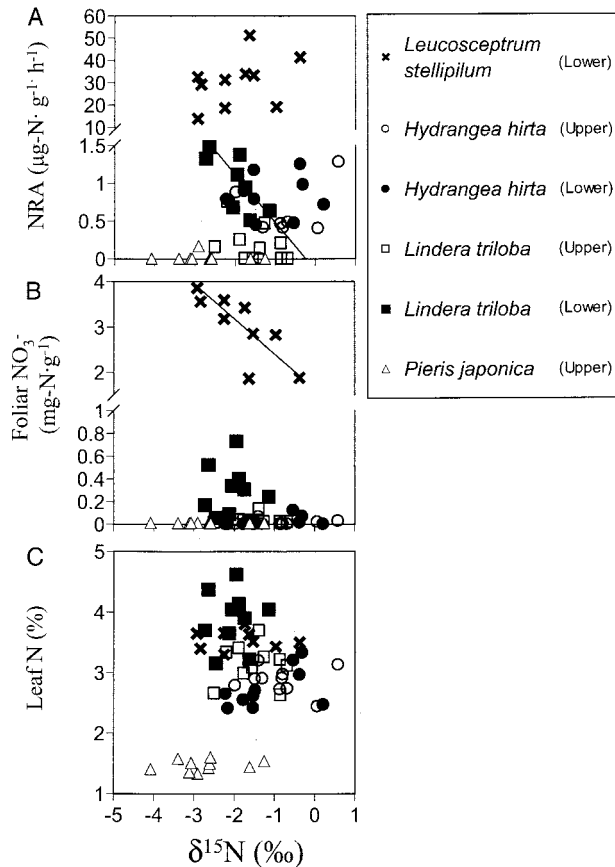 A
60
50
40
30
20
10
1.5
1
0.5
0
NRA (µg-N· g⁻¹· h⁻¹)
B
4
3
2
1
0.8
0.6
0.4
0.2
0
Foliar NO₃⁻
(mg-N·g⁻¹)
C
5
4
3
2
1
Leaf N (%)
-5 -4 -3 -2 -1 0 1
δ¹⁵N (‰)
Leucosceptrum
stellipilum (Lower)
Hydrangea hirta (Upper)
Hydrangea hirta (Lower)
Lindera triloba (Upper)
Lindera triloba (Lower)
Pieris japonica (Upper)